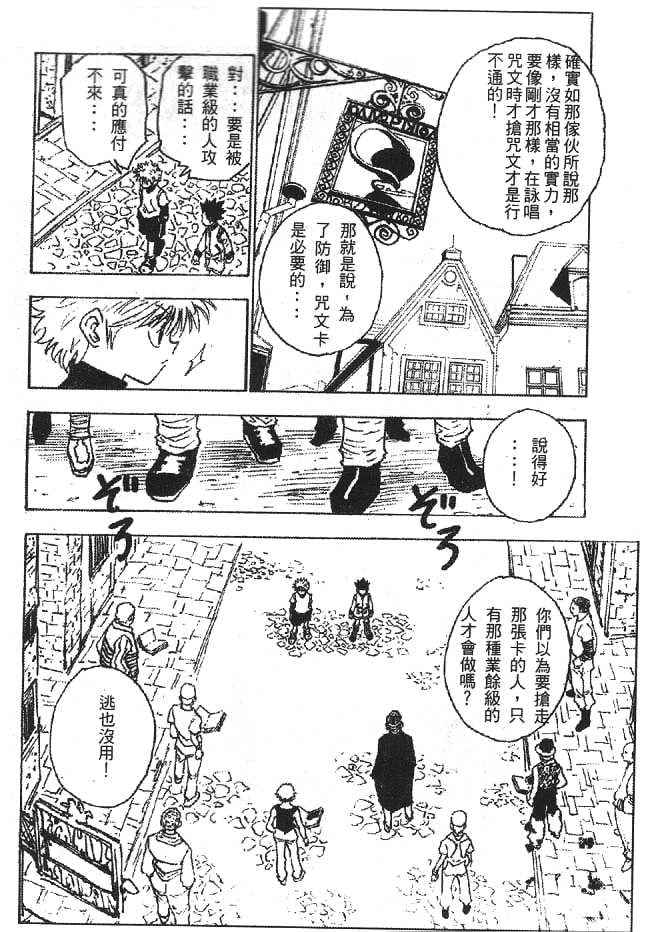 確實如那傢伙所說那
樣，沒有相當的實力，
要像剛才那樣，在詠唱
咒文時才搶咒文才是行
不通的！
那就是說，為
了防御，咒文卡
是必要的…
對…要是被
職業級的人攻
擊的話…
可真的應付
不來…
說得好
…！
ぞろ
ぞろ
你們以為要搶走
那張卡的人，只
有那種業餘級的
人才會做嗎？
逃也沒用！